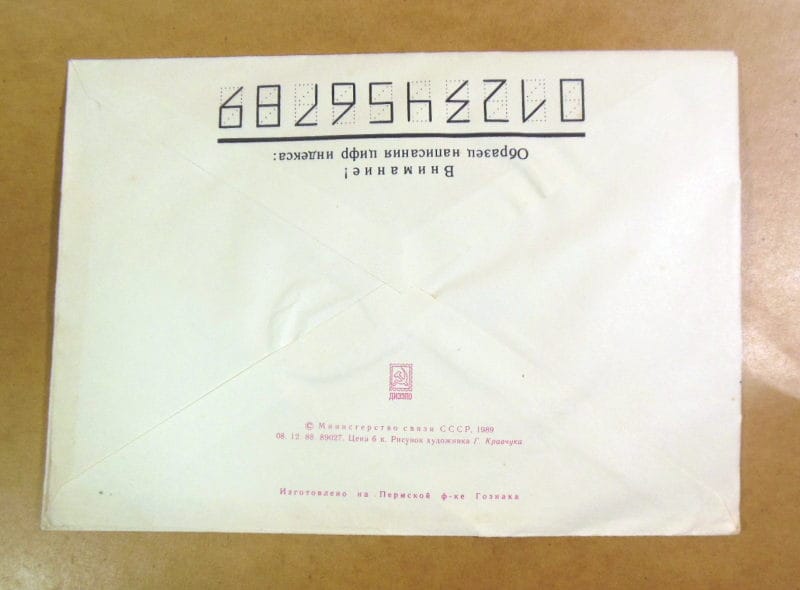 Внимание!
Образец написания цифр индекса:
0123456789
ДИЭЗПО
© Министерство связи СССР, 1989
08. 12. 88. 89027. Цена 6 к. Рисунок художника Г. Кравчука
Изготовлено на Пермской ф-ке Гознака